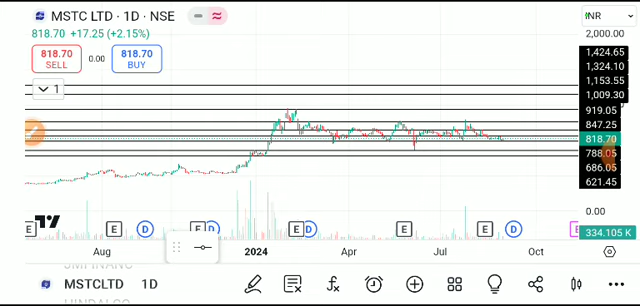 MSTC LTD · 1D · NSE
INR
818.70 +17.25 (+2.15%)
2,000.00
818.70
SELL
0.00
818.70
BUY
1,424.65
1,324.10
1
1,153.55
1,009.30
919.05
847.25
818.70
788.05
686.05
621.45
0.00
E D E D E D E E D E
334.105 K
Aug 2024 Apr Jul Oct
MSTCLTD 1D